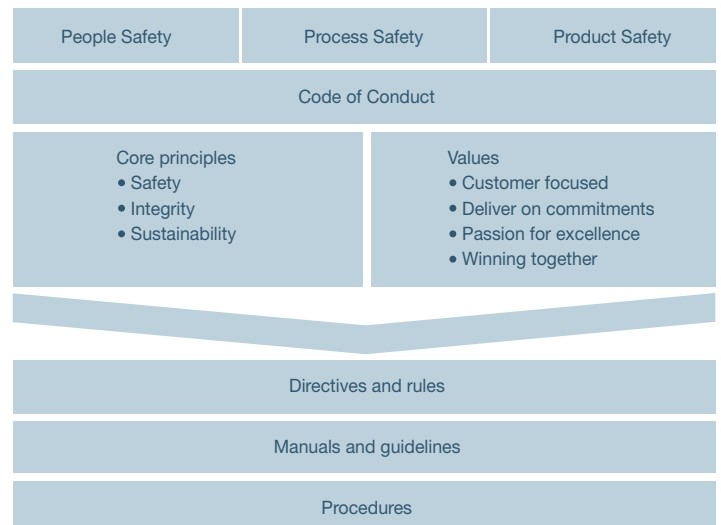 People Safety
Process Safety
Product Safety
Code of Conduct
Core principles
• Safety
• Integrity
• Sustainability
Values
• Customer focused
• Deliver on commitments
• Passion for excellence
• Winning together
Directives and rules
Manuals and guidelines
Procedures